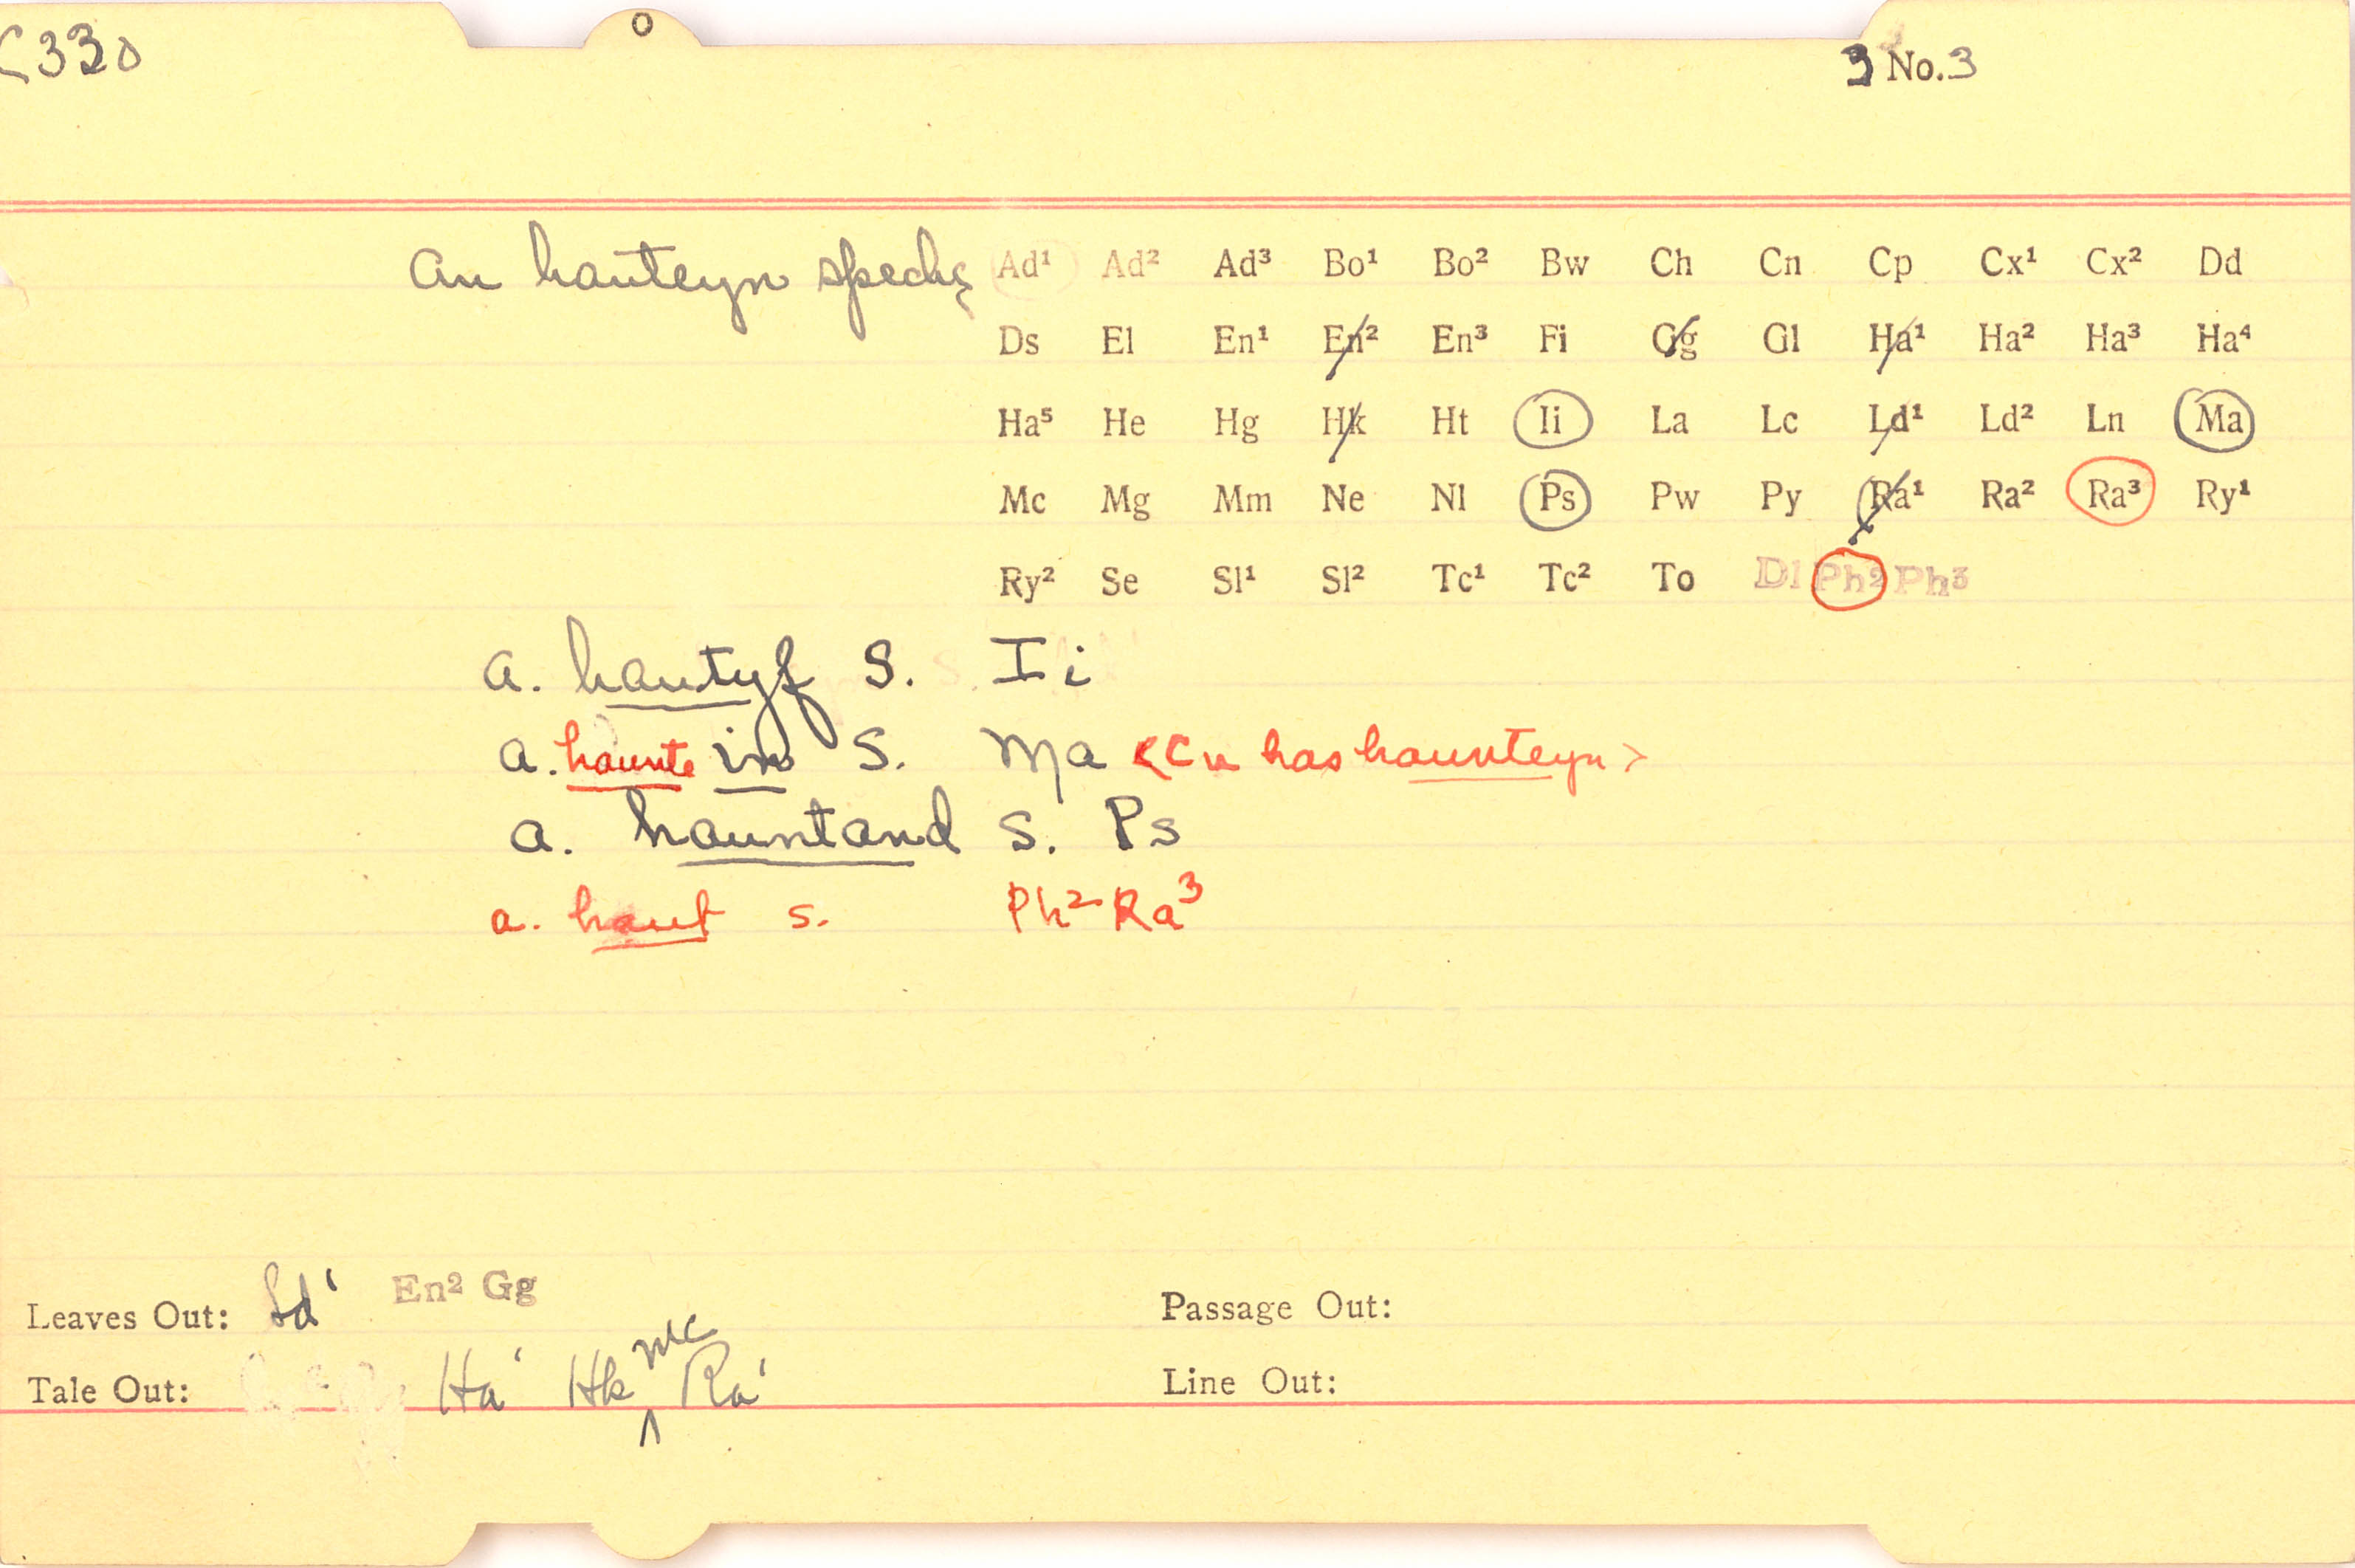 C330
O
3 No. 3
an hauteyn speche
Ad¹ Ad² Ad³ Bo¹ Bo² Bw Ch Cn Cp Cx¹ Cx² Dd
Ds El En¹ En² En³ Fi Gg Gl Ha¹ Ha² Ha³ Ha⁴
Ha⁵ He Hg Hk Ht Ii La Lc Ld¹ Ld² Ln Ma
Mc Mg Mm Ne Nl Ps Pw Py Ra¹ Ra² Ra³ Ry¹
Ry² Se Sl¹ Sl² Tc¹ Tc² To Dl Ph² Ph³
a. hautyf s. Ii
a. haunte in s. Ma <Cn has haunteyn>
a. hauntand s. Ps
a. haut s. Ph² Ra³
Leaves Out: Ld¹ En² Gg
Passage Out:
Tale Out: Ha¹ Hk Mc Ra¹
Line Out: